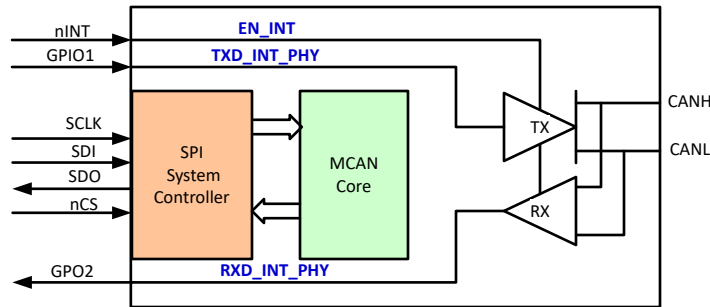 nINT
EN_INT
GPIO1
TXD_INT_PHY
SCLK
SDI
SDO
nCS
SPI
System
Controller
MCAN
Core
TX
RX
CANH
CANL
GPO2
RXD_INT_PHY